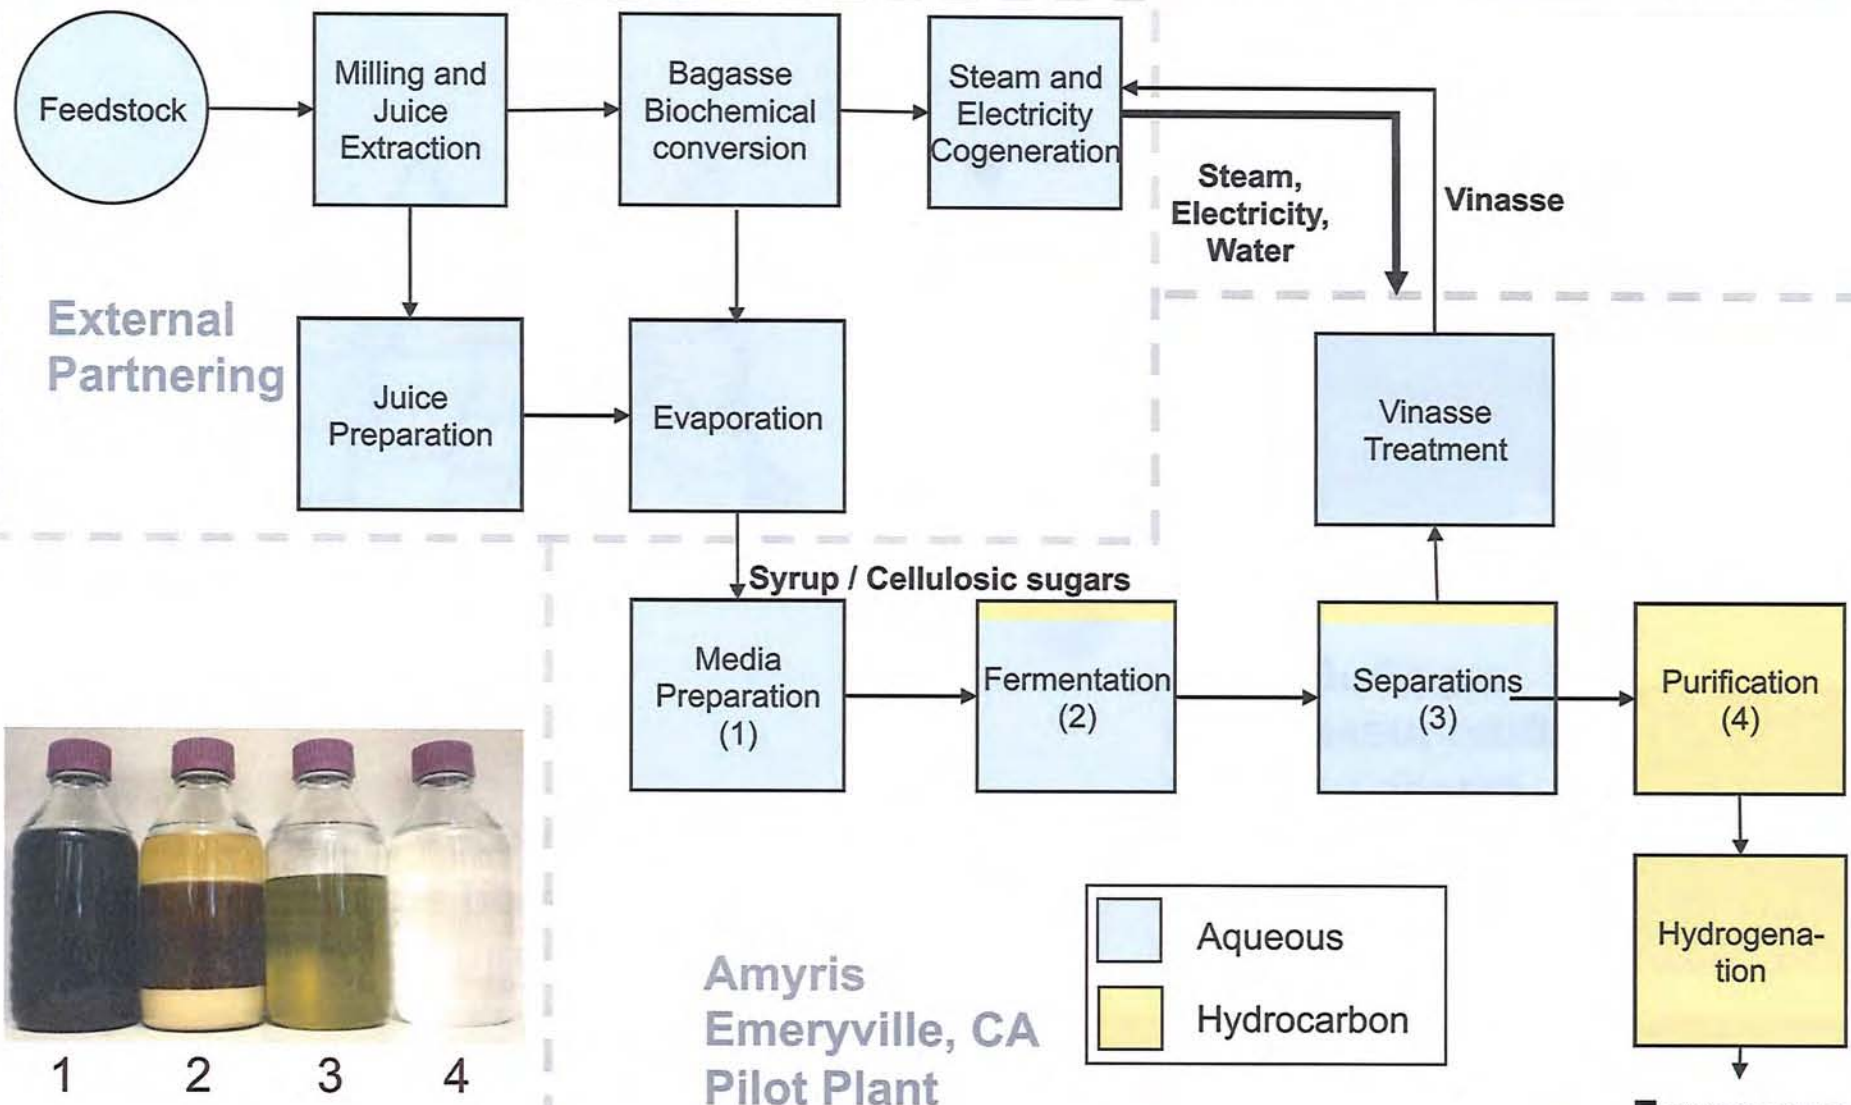 Feedstock
Milling and
Juice
Extraction
Bagasse
Biochemical
conversion
Steam and
Electricity
Cogeneration
Steam,
Electricity,
Water
Vinasse
External
Partnering
Juice
Preparation
Evaporation
Vinasse
Treatment
Syrup / Cellulosic sugars
Media
Preparation
(1)
Fermentation
(2)
Separations
(3)
Purification
(4)
Hydrogena-
tion
Aqueous
Hydrocarbon
Amyris
Emeryville, CA
Pilot Plant
1 2 3 4